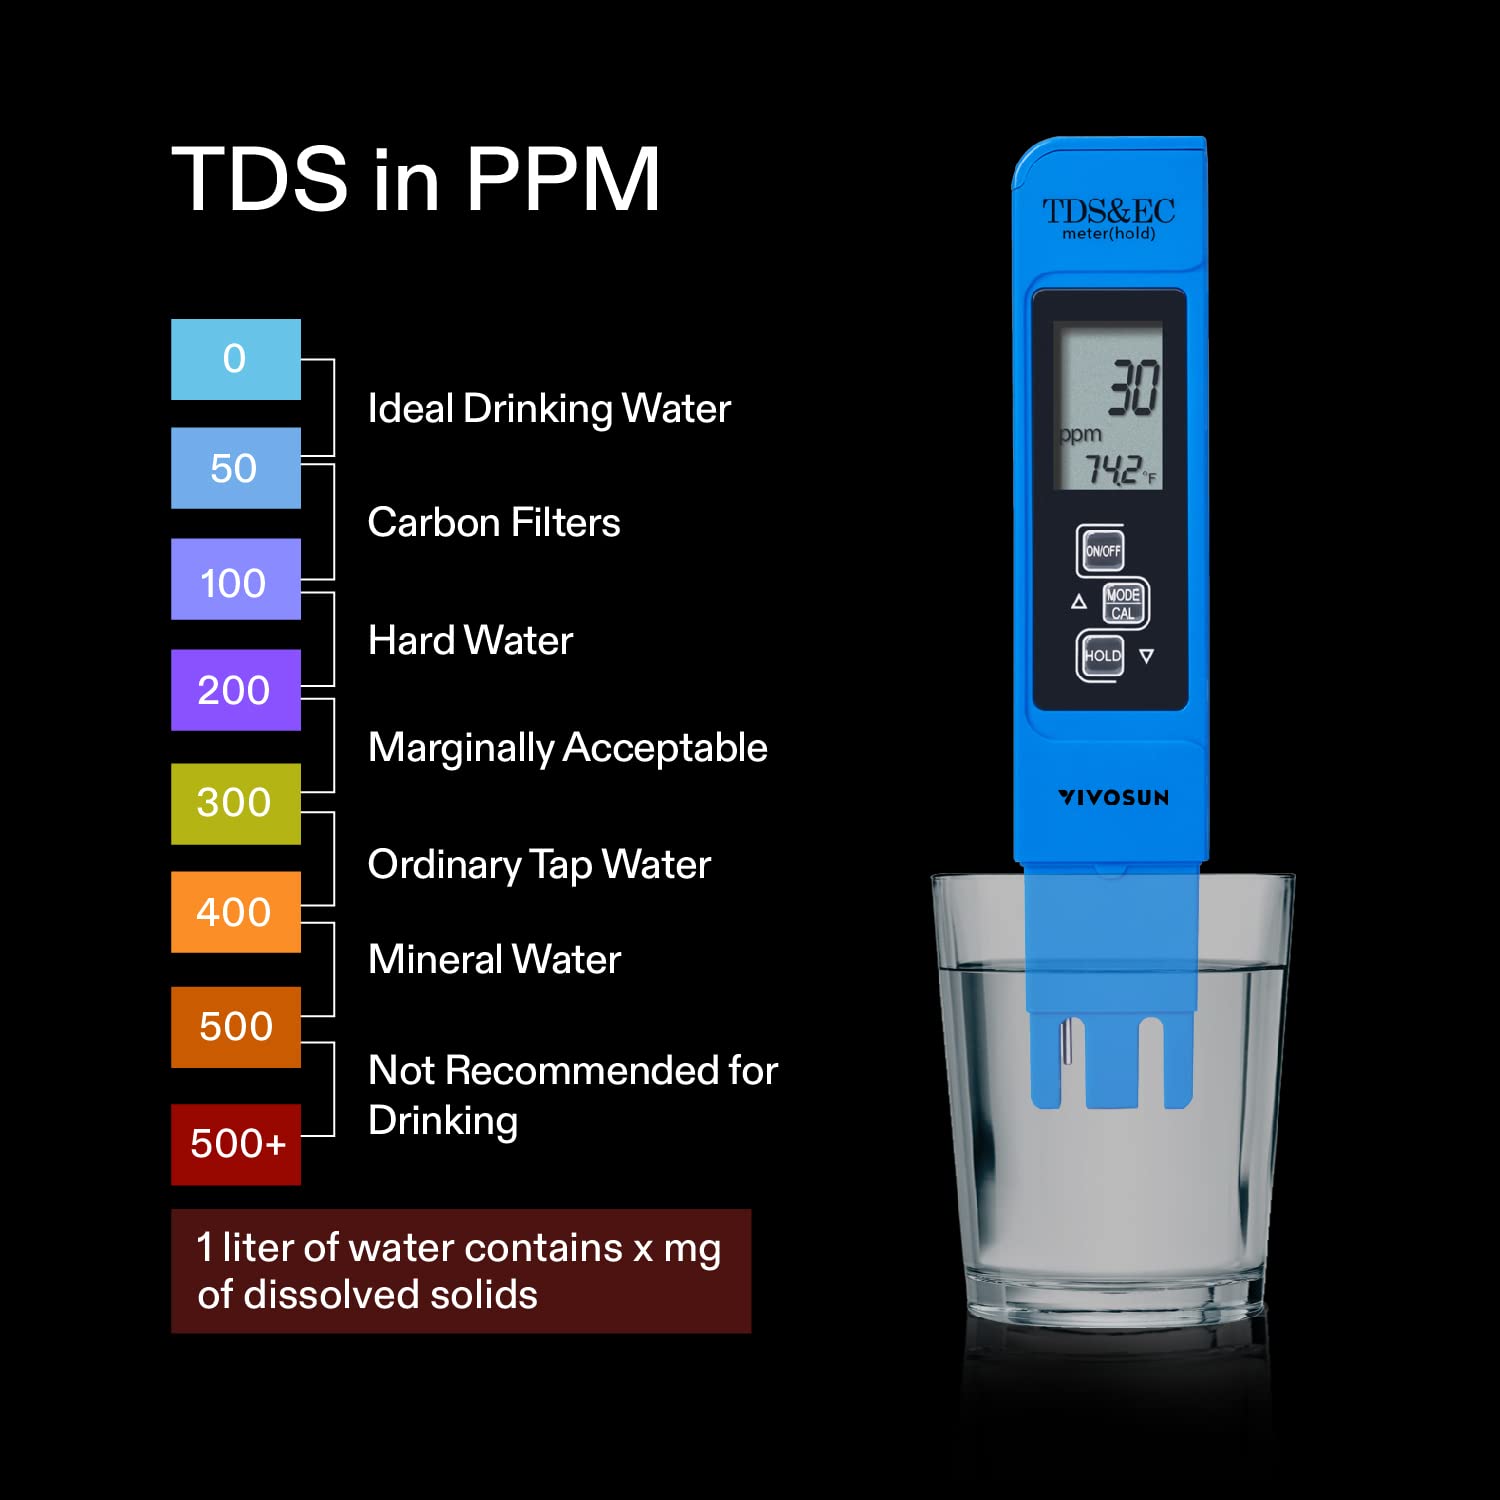 TDS in PPM
0
Ideal Drinking Water
50
Carbon Filters
100
Hard Water
200
Marginally Acceptable
300
Ordinary Tap Water
400
Mineral Water
500
Not Recommended for
Drinking
500+
1 liter of water contains x mg
of dissolved solids
TDS&EC
meter(hold)
30
ppm
74.2°F
ON/OFF
MODE
CAL
HOLD
VIVOSUN